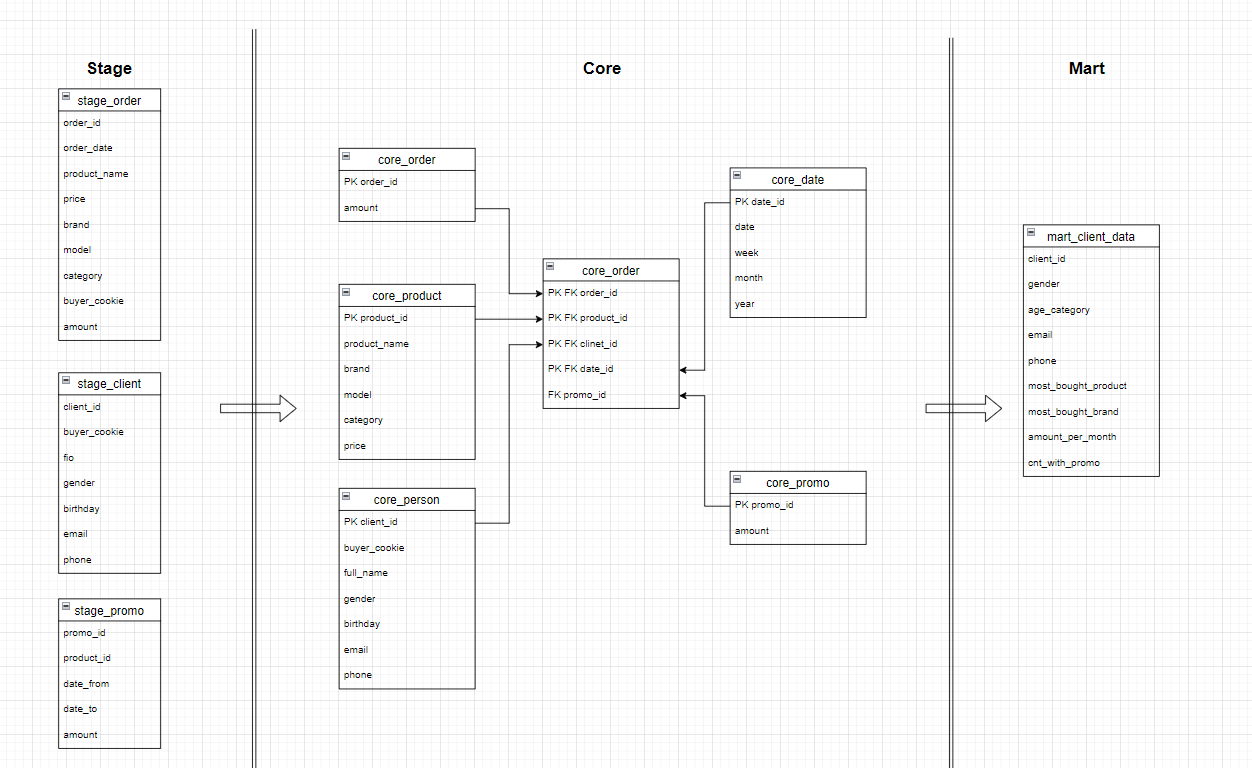 Stage
stage_order
order_id
order_date
product_name
price
brand
model
category
buyer_cookie
amount
stage_client
client_id
buyer_cookie
fio
gender
birthday
email
phone
stage_promo
promo_id
product_id
date_from
date_to
amount
Core
core_order
PK order_id
amount
core_product
PK product_id
product_name
brand
model
category
price
core_person
PK client_id
buyer_cookie
full_name
gender
birthday
email
phone
core_order
PK FK order_id
PK FK product_id
PK FK clinet_id
PK FK date_id
FK promo_id
core_date
PK date_id
date
week
month
year
core_promo
PK promo_id
amount
Mart
mart_client_data
client_id
gender
age_category
email
phone
most_bought_product
most_bought_brand
amount_per_month
cnt_with_promo